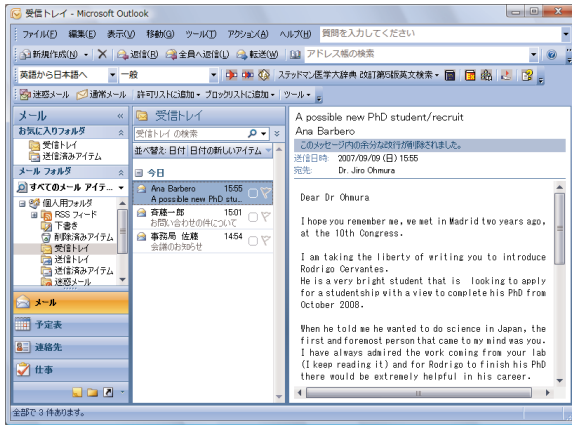 受信トレイ - Microsoft Outlook
ファイル(F) 編集(E) 表示(V) 移動(G) ツール(T) アクション(A) ヘルプ(H) 質問を入力してください
新規作成(N) 返信(R) 全員へ返信(L) 転送(W) アドレス帳の検索
英語から日本語へ 一般 ステッドマン医学大辞典 改訂第5版英文検索
迷惑メール 通常メール 許可リストに追加 ブロックリストに追加 ツール
メール «
お気に入りフォルダ
受信トレイ
送信済みアイテム
メール フォルダ
すべてのメール アイテ...
個人用フォルダ
RSS フィード
下書き
削除済みアイテム
受信トレイ
送信トレイ
送信済みアイテム
迷惑メール
メール
予定表
連絡先
仕事
全部で 3 件あります。
受信トレイ
受信トレイ の検索
並べ替え: 日付 日付の新しいアイテム
今日
Ana Barbero 15:55
A possible new PhD stu...
斉藤一郎 15:01
お問い合わせの件について
事務局 佐藤 14:54
会議のお知らせ
A possible new PhD student/recruit
Ana Barbero
このメッセージ内の余分な改行が削除されました。
送信日時: 2007/09/09 (日) 15:55
宛先: Dr. Jiro Ohmura
Dear Dr Ohmura
I hope you remember me, we met in Madrid two years ago,
at the 10th Congress.
I am taking the liberty of writing you to introduce
Rodrigo Cervantes.
He is a very bright student that is looking to apply
for a studentship with a view to complete his PhD from
October 2008.
When he told me he wanted to do science in Japan, the
first and foremost person that came to my mind was you.
I have always admired the work coming from your lab
(I keep reading it) and for Rodrigo to finish his PhD
there would be extremely helpful in his career.